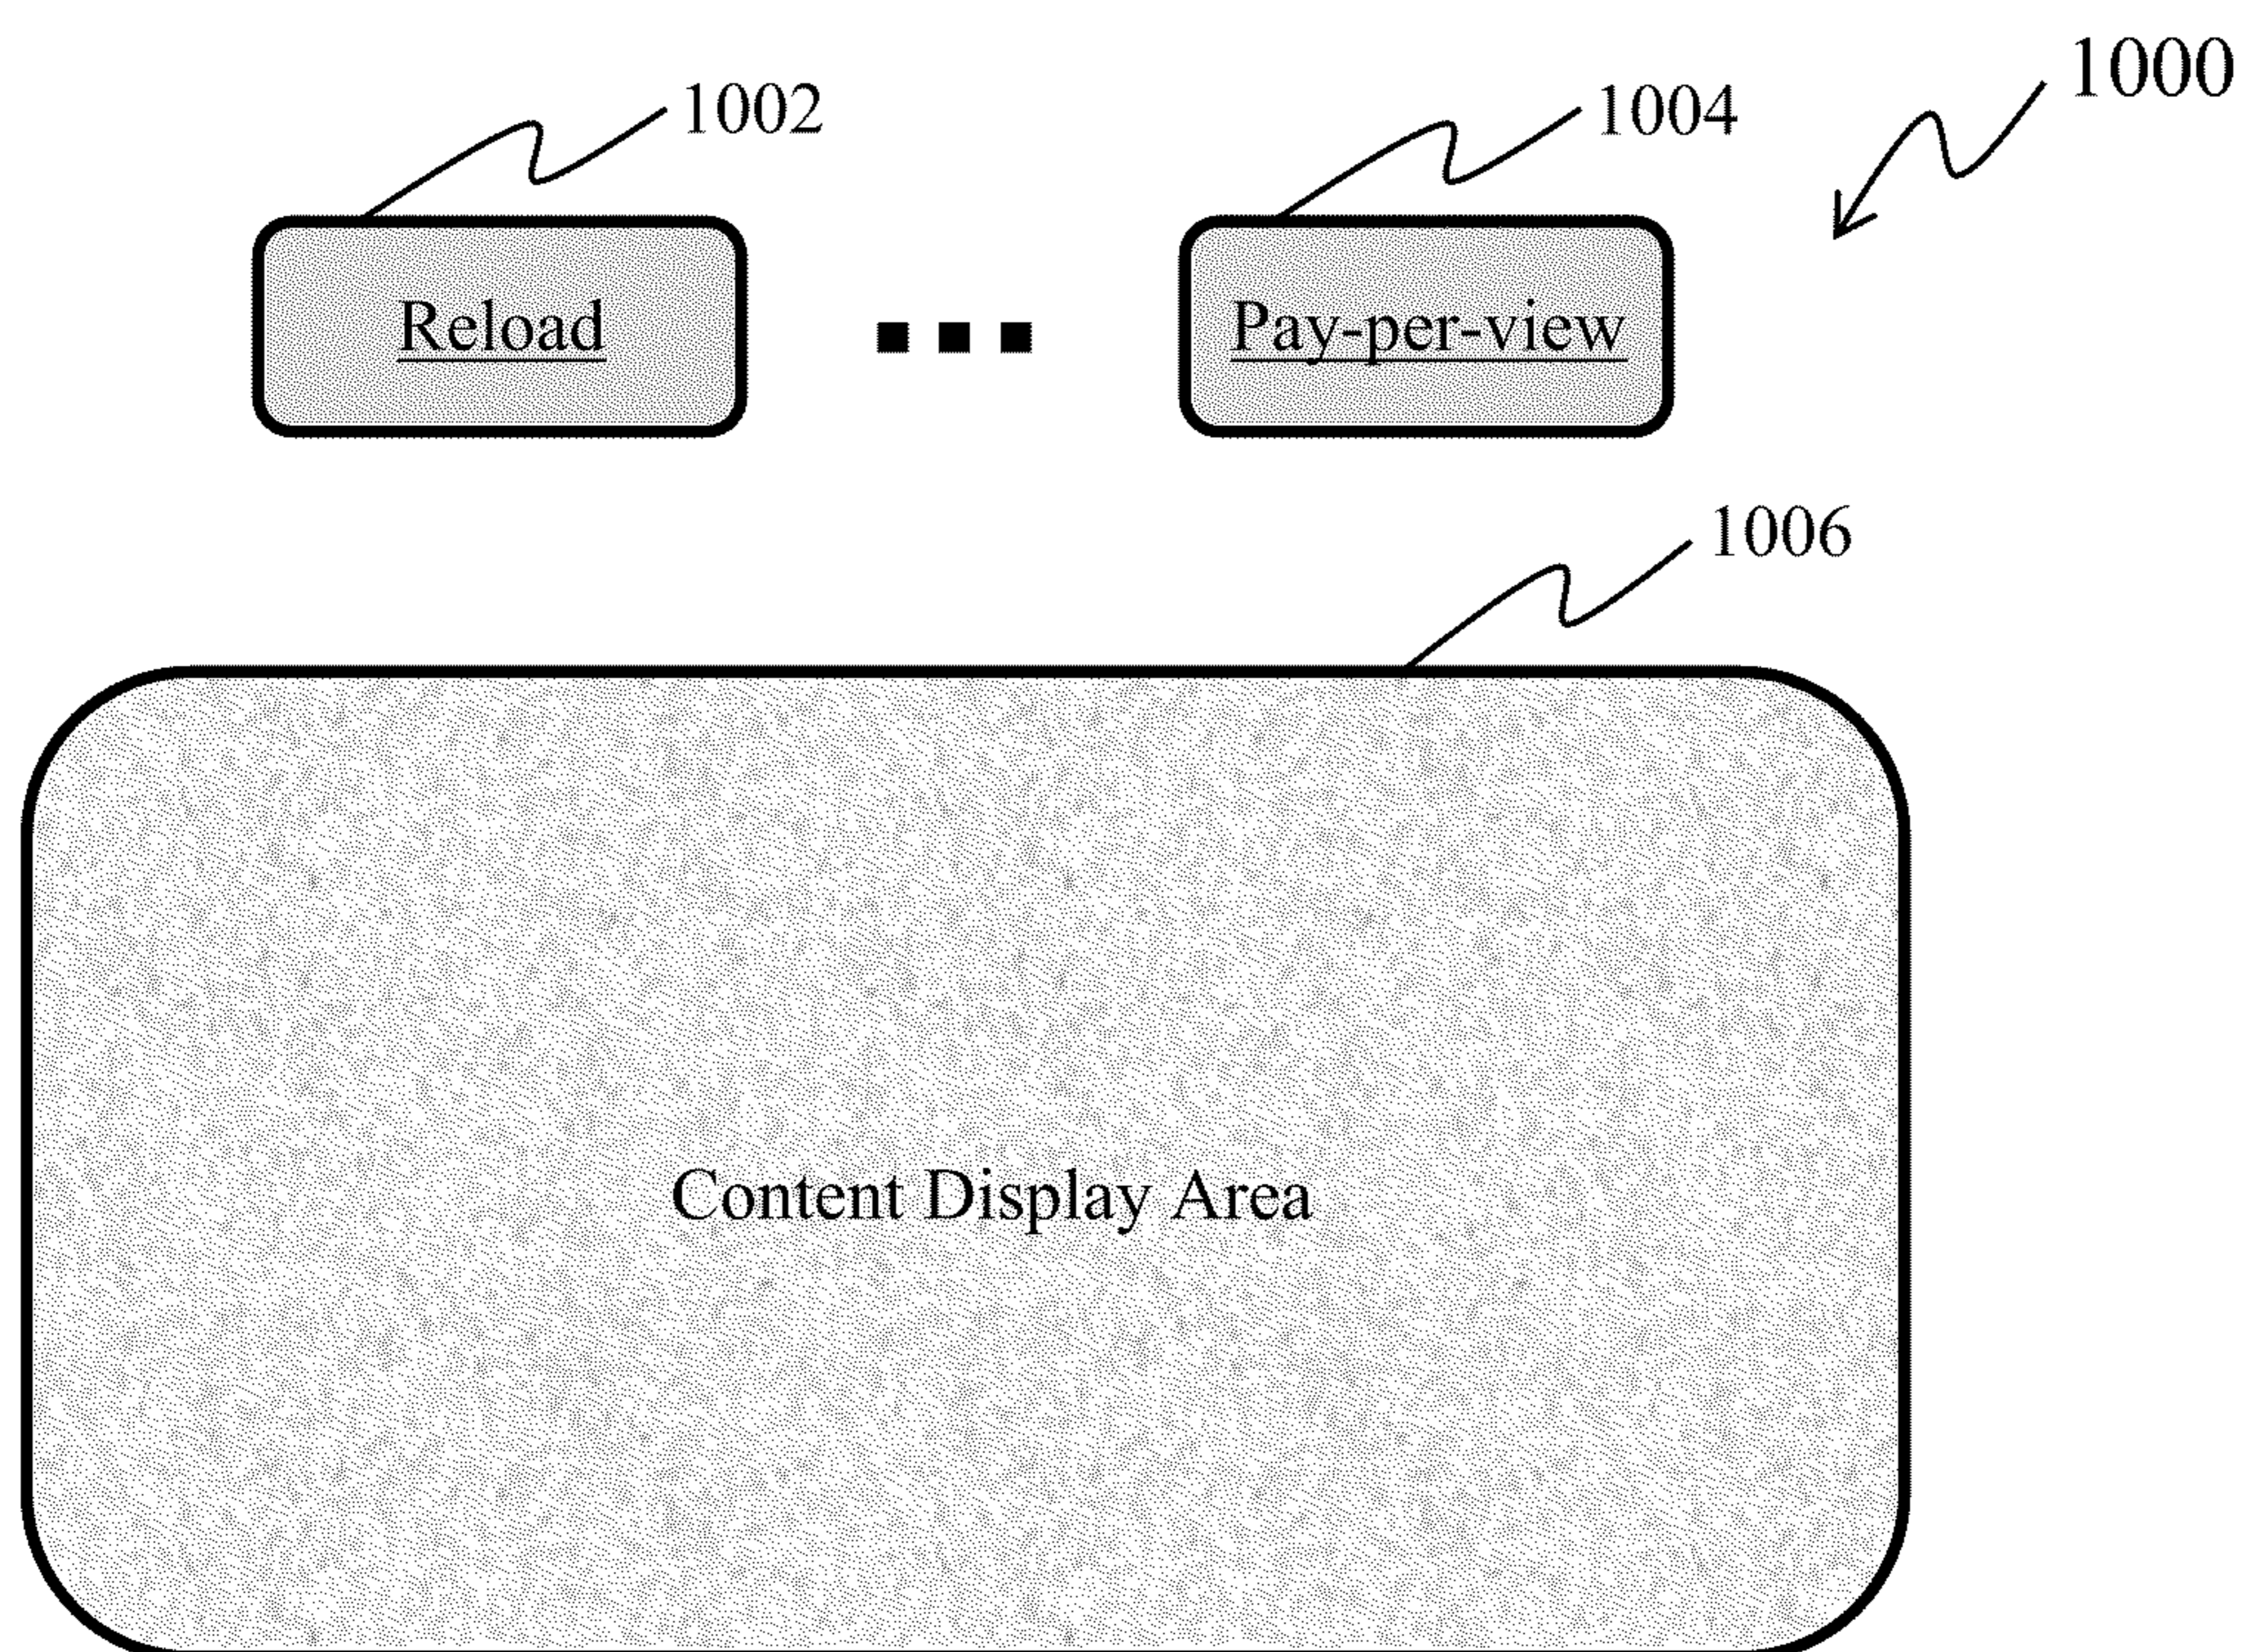 1000
1002
1004
Reload
Pay-per-view
1006
Content Display Area